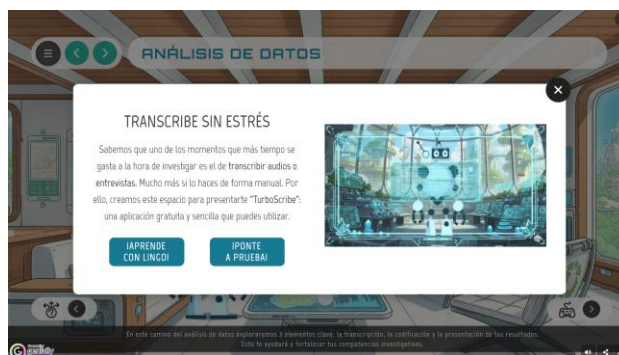 ANÁLISIS DE DATOS
TRANSCRIBE SIN ESTRÉS
Sabemos que uno de los momentos que más tiempo se
gasta a la hora de investigar es el de transcribir audios o
entrevistas. Mucho más si lo haces de forma manual. Por
ello, creamos este espacio para presentarte "TurboScribe":
una aplicación gratuita y sencilla que puedes utilizar.
¡APRENDE
CON LINGO!
¡PONTE
A PRUEBA!
En este camino del análisis de datos exploraremos 3 elementos clave: la transcripción, la codificación y la presentación de tus resultados.
Esto te ayudará a fortalecer tus competencias investigativas.
genially